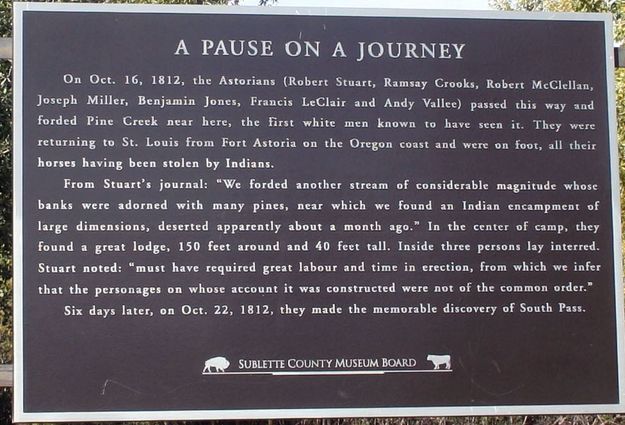 A PAUSE ON A JOURNEY
On Oct. 16, 1812, the Astorians (Robert Stuart, Ramsay Crooks, Robert McClellan,
Joseph Miller, Benjamin Jones, Francis LeClair and Andy Vallee) passed this way and
forded Pine Creek near here, the first white men known to have seen it. They were
returning to St. Louis from Fort Astoria on the Oregon coast and were on foot, all their
horses having been stolen by Indians.
From Stuart's journal: "We forded another stream of considerable magnitude whose
banks were adorned with many pines, near which we found an Indian encampment of
large dimensions, deserted apparently about a month ago." In the center of camp, they
found a great lodge, 150 feet around and 40 feet tall. Inside three persons lay interred.
Stuart noted: "must have required great labour and time in erection, from which we infer
that the personages on whose account it was constructed were not of the common order."
Six days later, on Oct. 22, 1812, they made the memorable discovery of South Pass.
SUBLETTE COUNTY MUSEUM BOARD